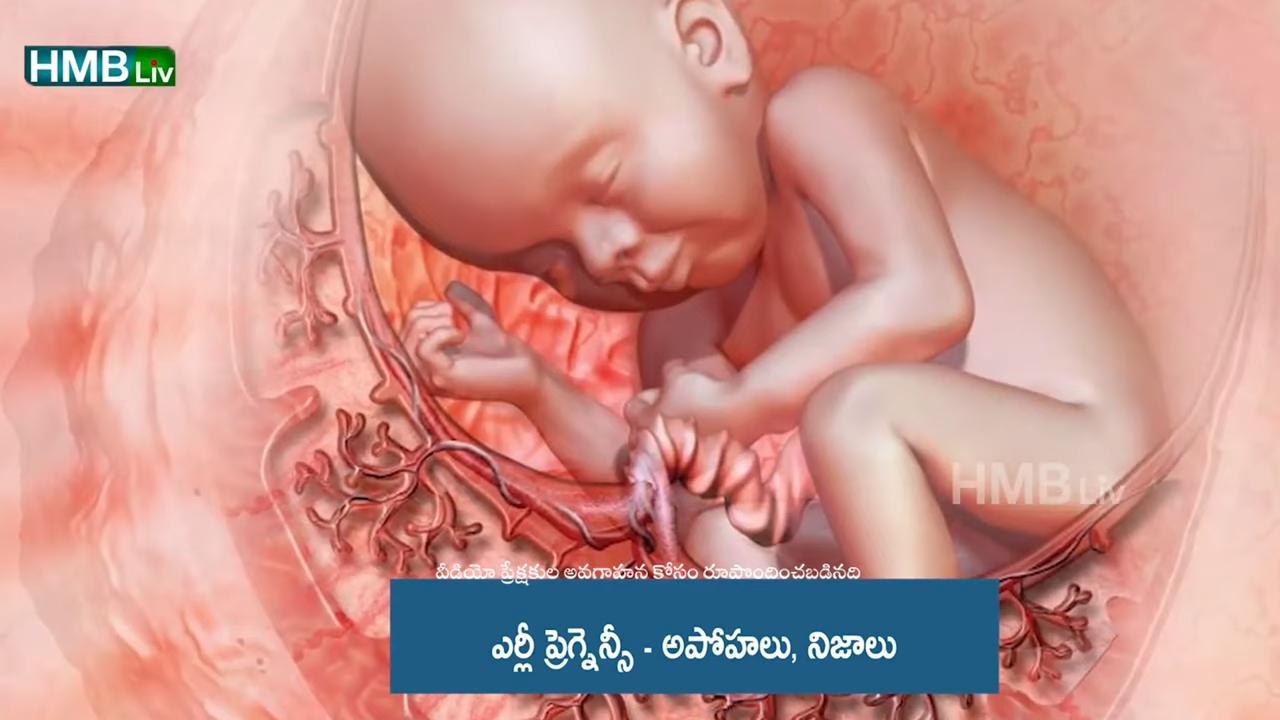 HMB Liv
HMB Liv
వీడియో ప్రేక్షకుల అవగాహన కోసం రూపొందించబడినది
ఎర్లీ ప్రెగ్నెన్సీ - అపోహలు, నిజాలు